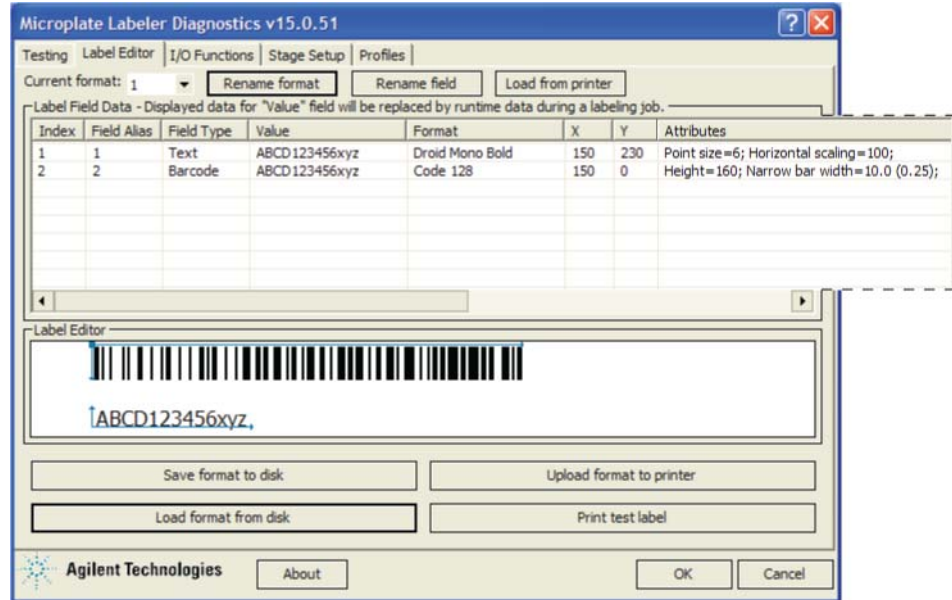 Microplate Labeler Diagnostics v15.0.51
Testing Label Editor I/O Functions Stage Setup Profiles
Current format: 1 Rename format Rename field Load from printer
Label Field Data - Displayed data for "Value" field will be replaced by runtime data during a labeling job.
Index Field Alias Field Type Value Format X Y Attributes
1 1 Text ABCD123456xyz Droid Mono Bold 150 230 Point size=6; Horizontal scaling=100;
2 2 Barcode ABCD123456xyz Code 128 150 0 Height=160; Narrow bar width=10.0 (0.25);
Label Editor
ABCD123456xyz
Save format to disk Upload format to printer
Load format from disk Print test label
Agilent Technologies About OK Cancel